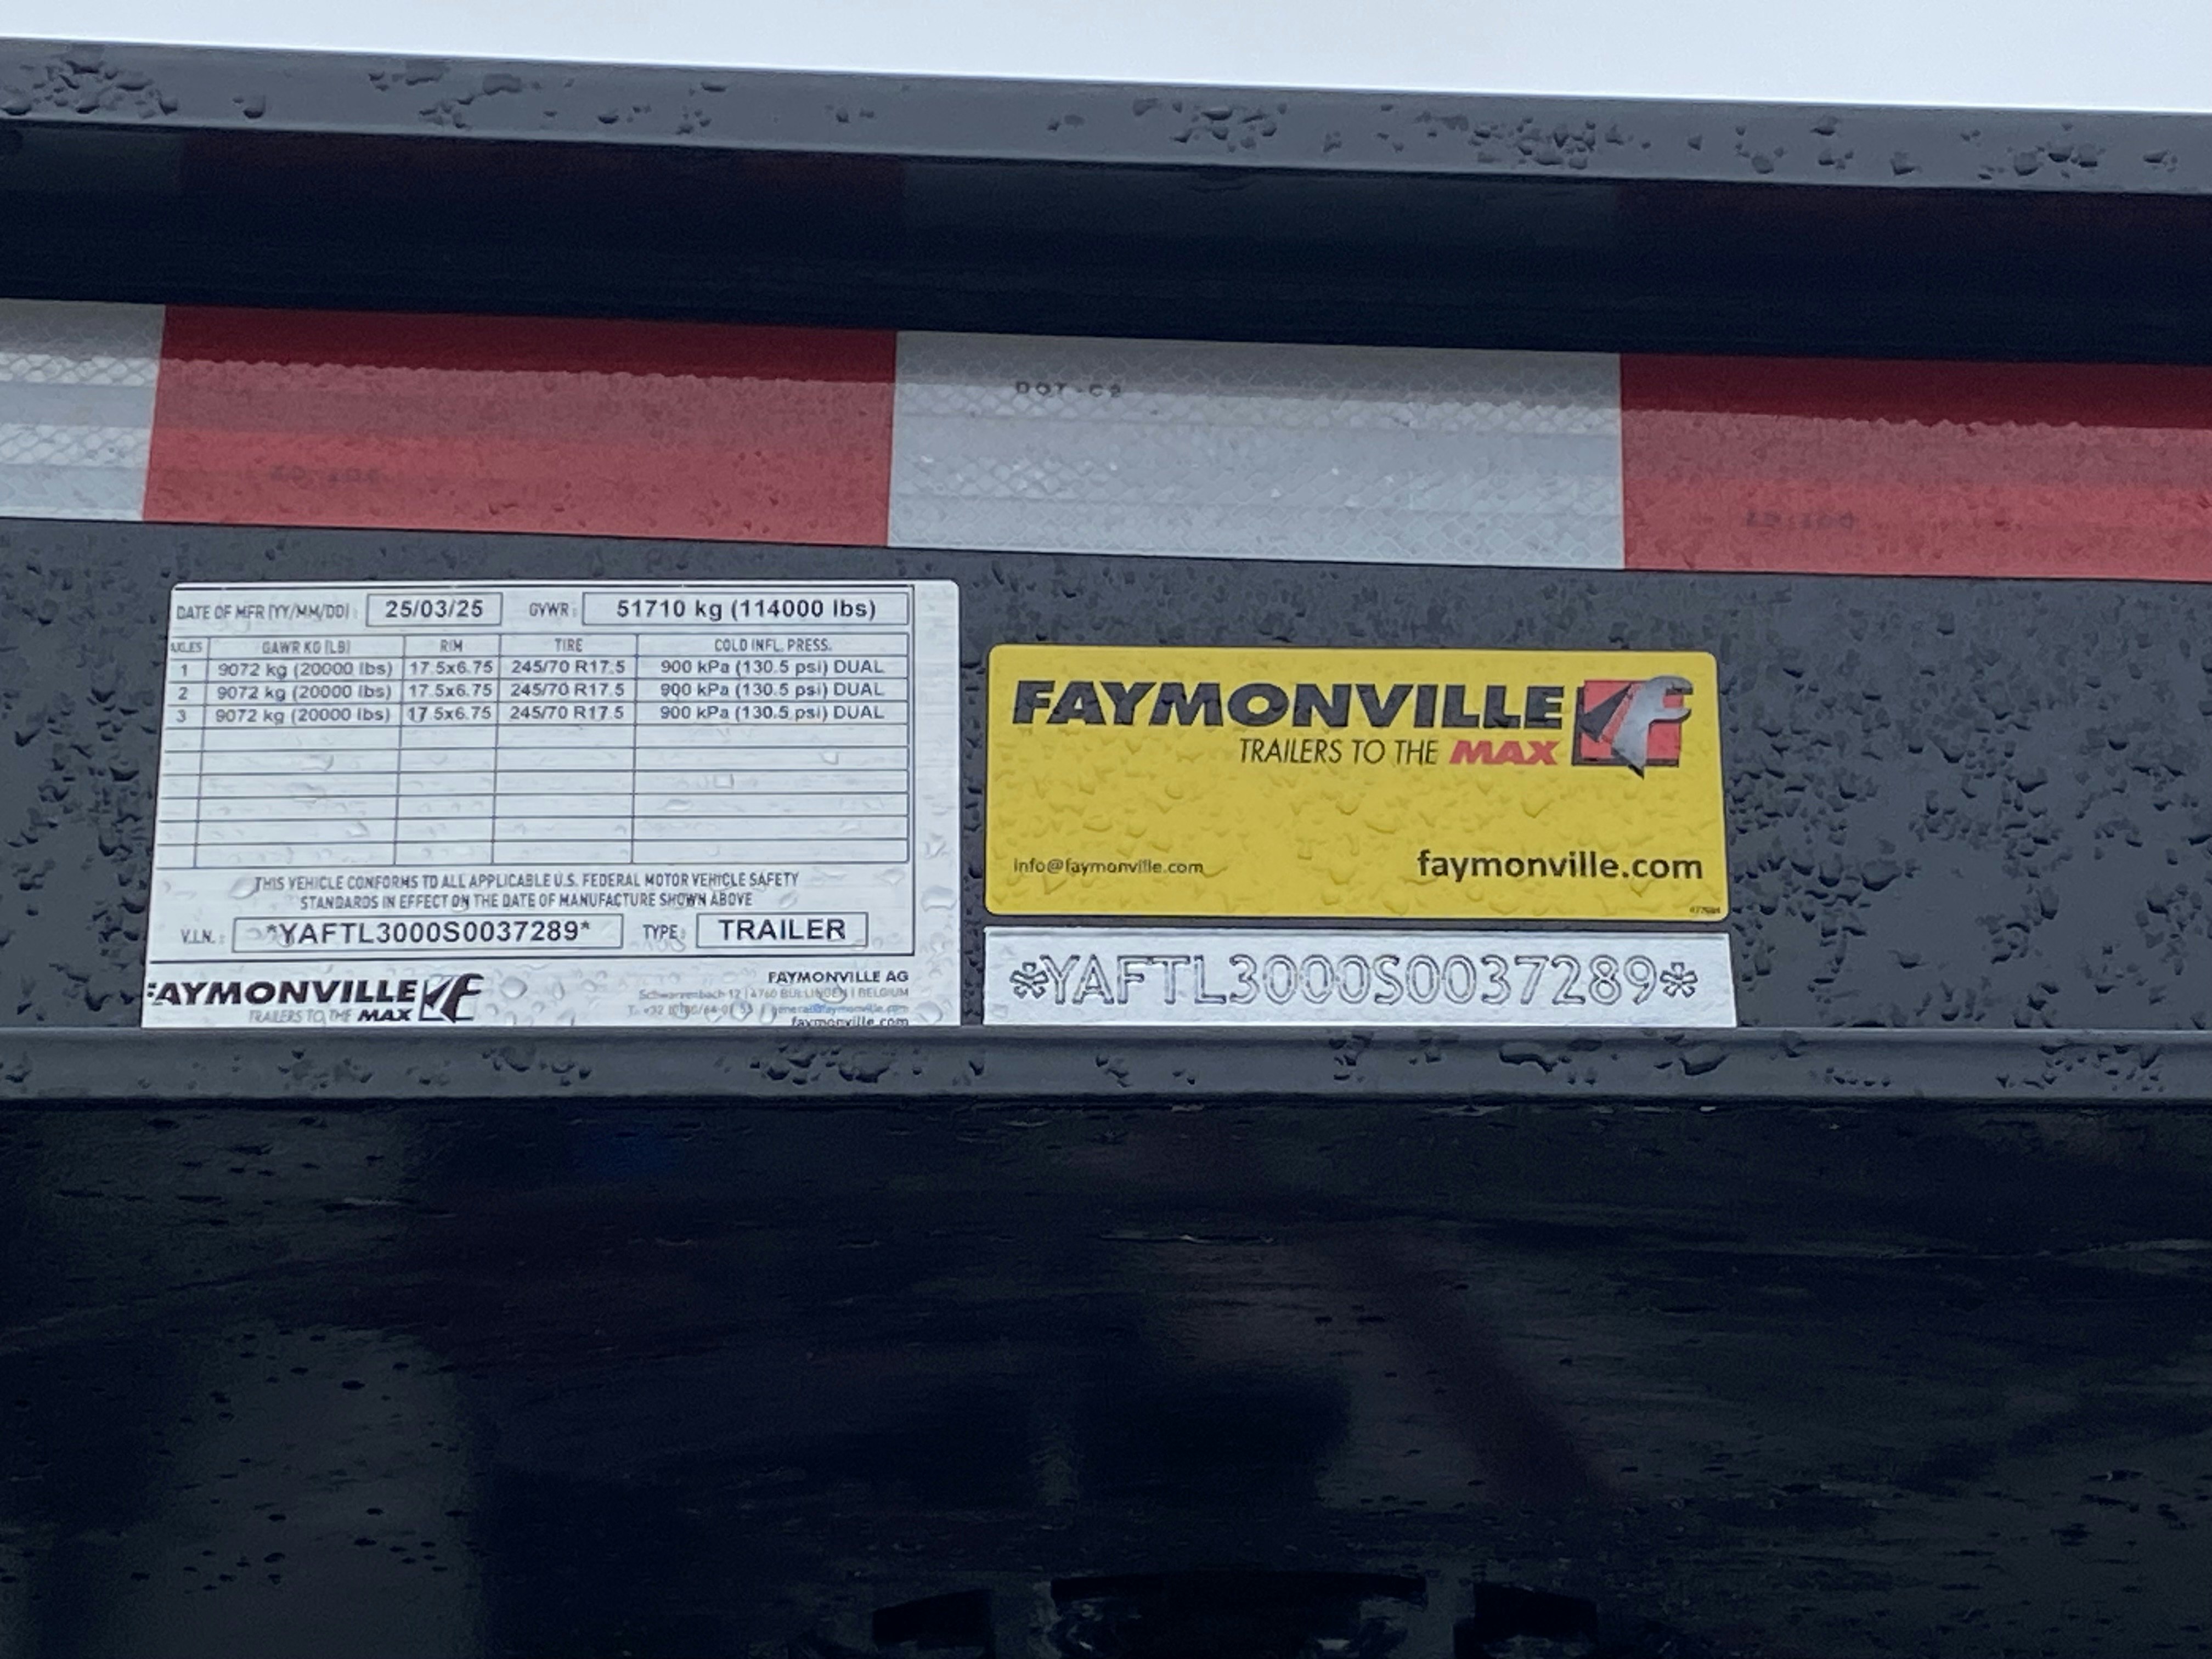 DOT-C2
DATE OF MFR (YY/MM/DD): 25/03/25 GVWR: 51710 kg (114000 lbs)
AXLES GAWR KG (LB) RIM TIRE COLD INFL. PRESS.
1 9072 kg (20000 lbs) 17.5x6.75 245/70 R17.5 900 kPa (130.5 psi) DUAL
2 9072 kg (20000 lbs) 17.5x6.75 245/70 R17.5 900 kPa (130.5 psi) DUAL
3 9072 kg (20000 lbs) 17.5x6.75 245/70 R17.5 900 kPa (130.5 psi) DUAL
THIS VEHICLE CONFORMS TO ALL APPLICABLE U.S. FEDERAL MOTOR VEHICLE SAFETY
STANDARDS IN EFFECT ON THE DATE OF MANUFACTURE SHOWN ABOVE
V.I.N.: *YAFTL3000S0037289* TYPE: TRAILER
FAYMONVILLE
TRAILERS TO THE MAX
FAYMONVILLE AG
Schwarzenbach 12 | 4760 BÜLLINGEN | BELGIUM
faymonville.com
FAYMONVILLE
TRAILERS TO THE MAX
info@faymonville.com faymonville.com
*YAFTL3000S0037289*